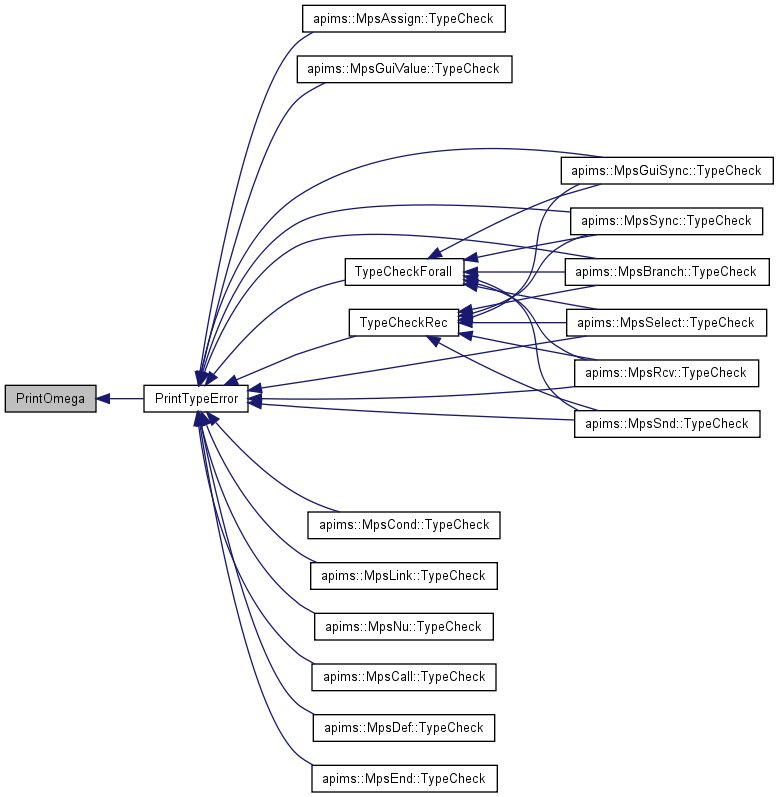 apims::MpsAssign::TypeCheck
apims::MpsGuiValue::TypeCheck
apims::MpsGuiSync::TypeCheck
apims::MpsSync::TypeCheck
TypeCheckForall
apims::MpsBranch::TypeCheck
TypeCheckRec
apims::MpsSelect::TypeCheck
apims::MpsRcv::TypeCheck
PrintOmega
PrintTypeError
apims::MpsSnd::TypeCheck
apims::MpsCond::TypeCheck
apims::MpsLink::TypeCheck
apims::MpsNu::TypeCheck
apims::MpsCall::TypeCheck
apims::MpsDef::TypeCheck
apims::MpsEnd::TypeCheck